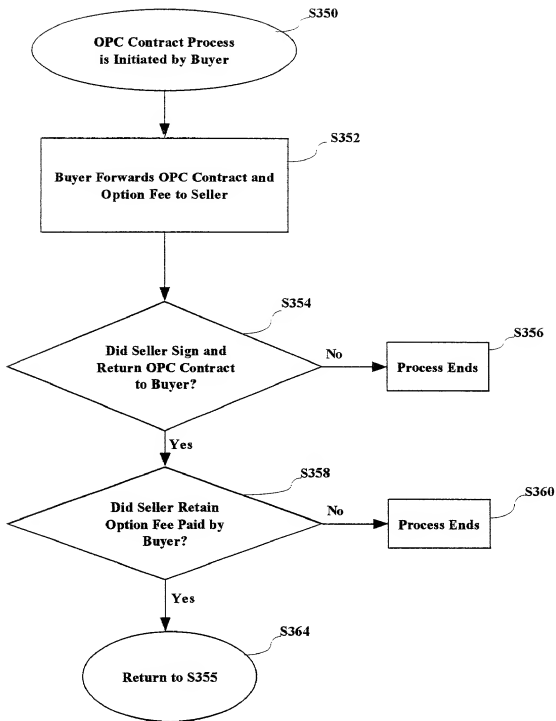 S350
OPC Contract Process
is Initiated by Buyer
S352
Buyer Forwards OPC Contract and
Option Fee to Seller
S354
Did Seller Sign and
Return OPC Contract
to Buyer?
No
S356
Process Ends
Yes
S358
Did Seller Retain
Option Fee Paid by
Buyer?
No
S360
Process Ends
Yes
S364
Return to S355